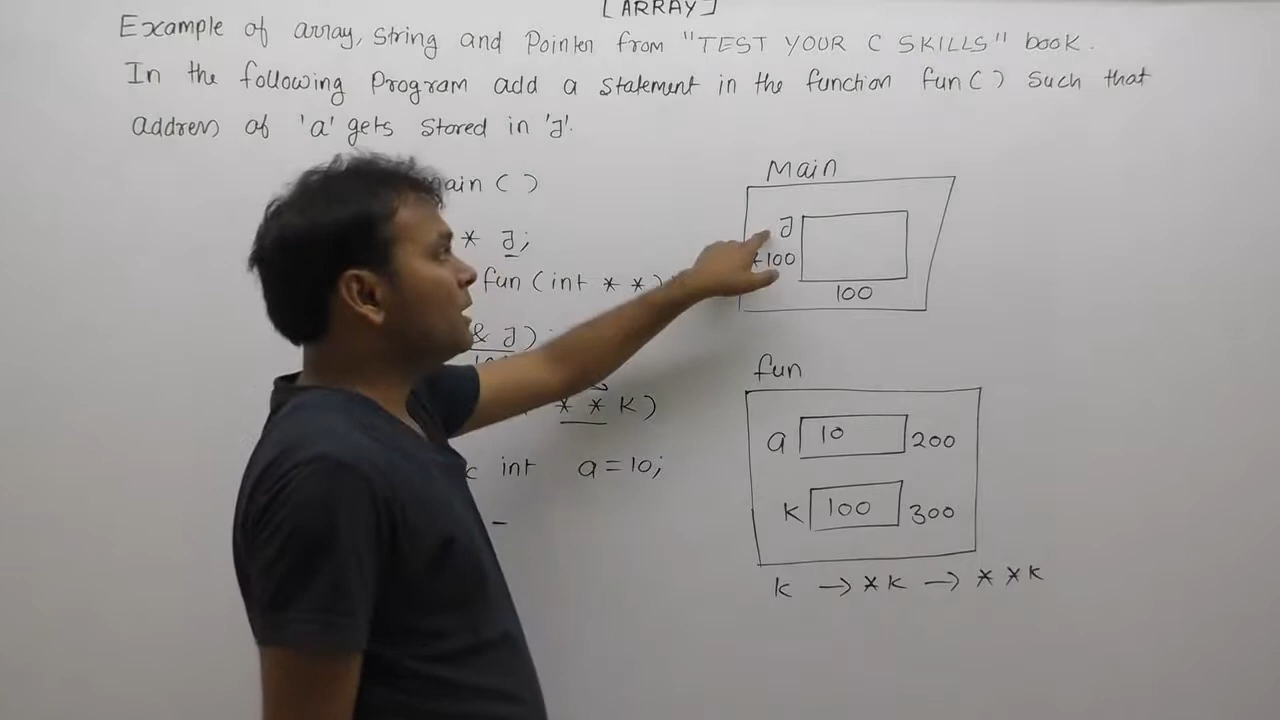 [ARRAY]
Example of array, string and Pointer from "TEST YOUR C SKILLS" book.
In the following Program add a statement in the function fun() such that
address of 'a' gets stored in 'J'.
main()
* J;
fun(int * *)
& J)
* * k)
int a=10;
Main
J
*100
100
fun
a 10 200
k 100 300
k → *k → **k